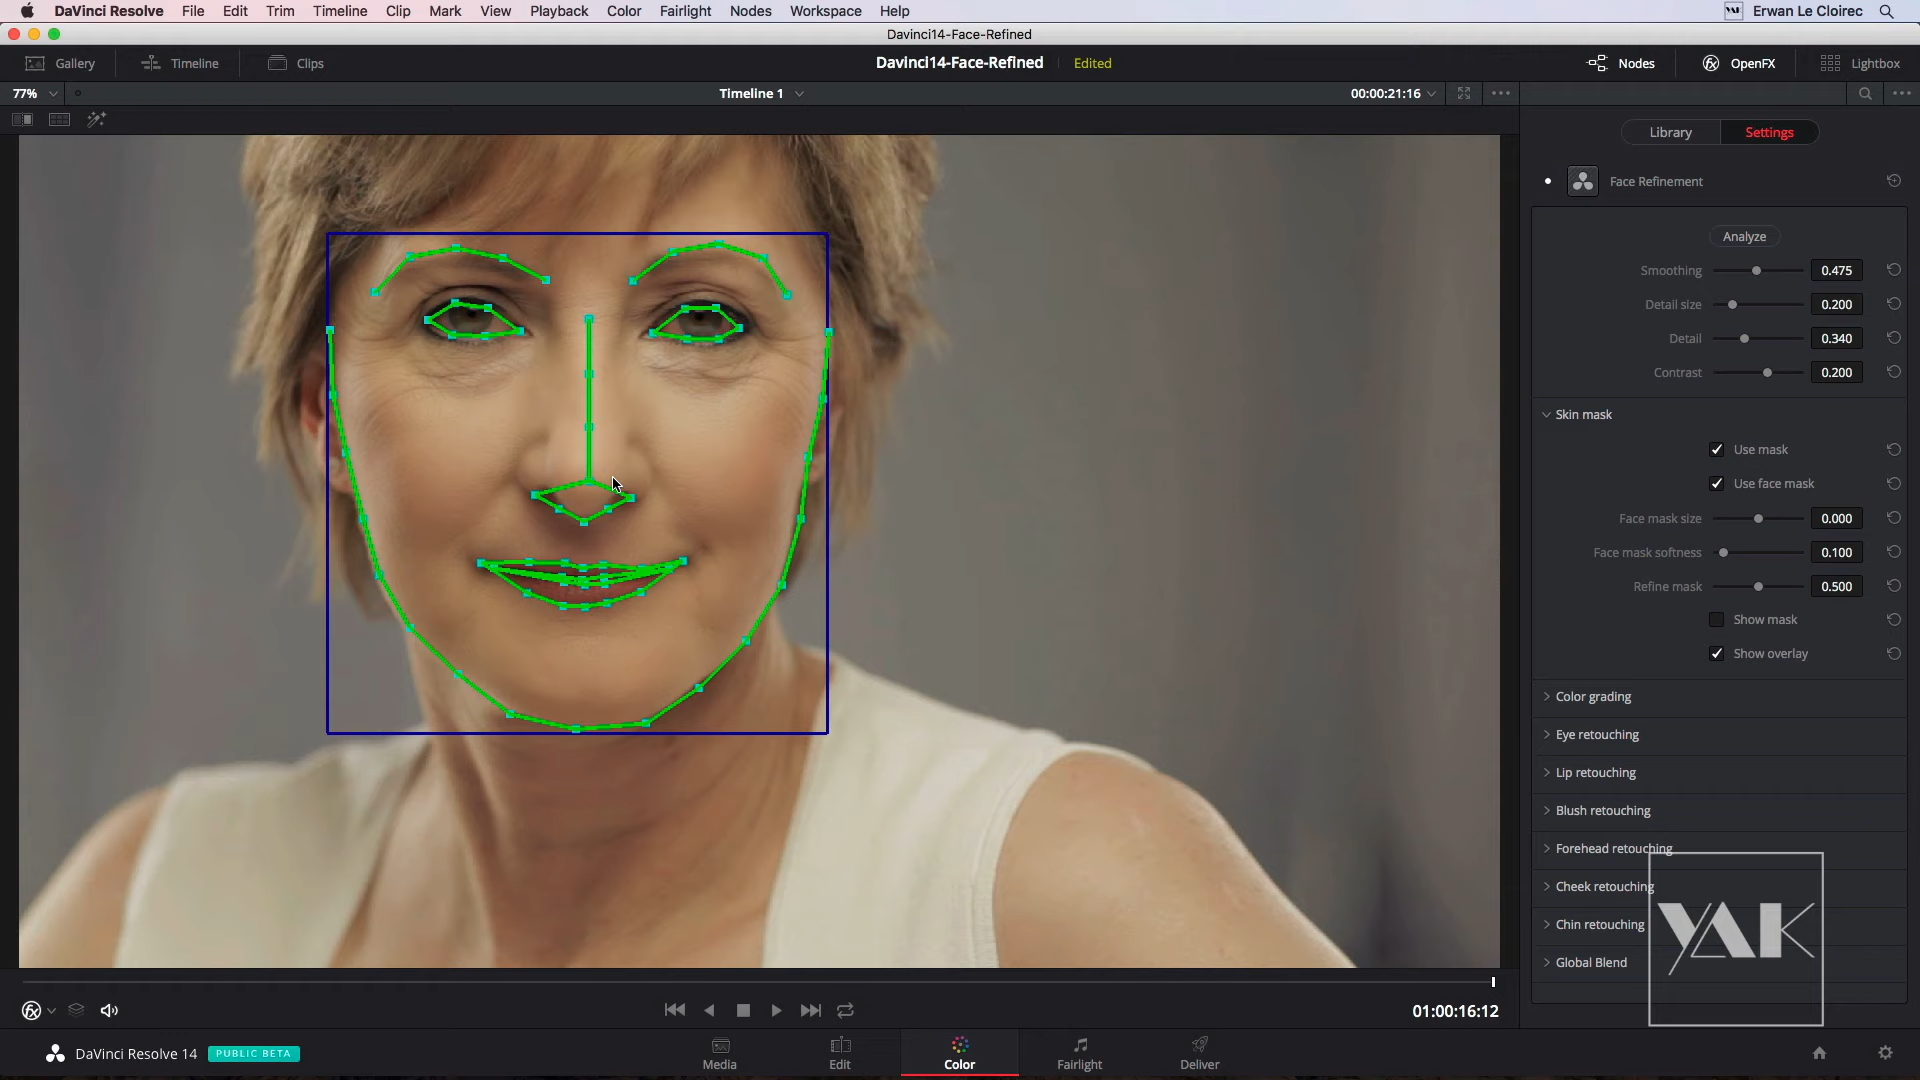 DaVinci Resolve File Edit Trim Timeline Clip Mark View Playback Color Fairlight Nodes Workspace Help YAK Erwan Le Cloirec
Davinci14-Face-Refined
Gallery Timeline Clips Davinci14-Face-Refined Edited Nodes OpenFX Lightbox
77% Timeline 1 00:00:21:16
Library Settings
Face Refinement
Analyze
Smoothing 0.475
Detail size 0.200
Detail 0.340
Contrast 0.200
Skin mask
Use mask
Use face mask
Face mask size 0.000
Face mask softness 0.100
Refine mask 0.500
Show mask
Show overlay
Color grading
Eye retouching
Lip retouching
Blush retouching
Forehead retouching
Cheek retouching
Chin retouching
YAK
Global Blend
01:00:16:12
DaVinci Resolve 14 PUBLIC BETA
Media Edit Color Fairlight Deliver